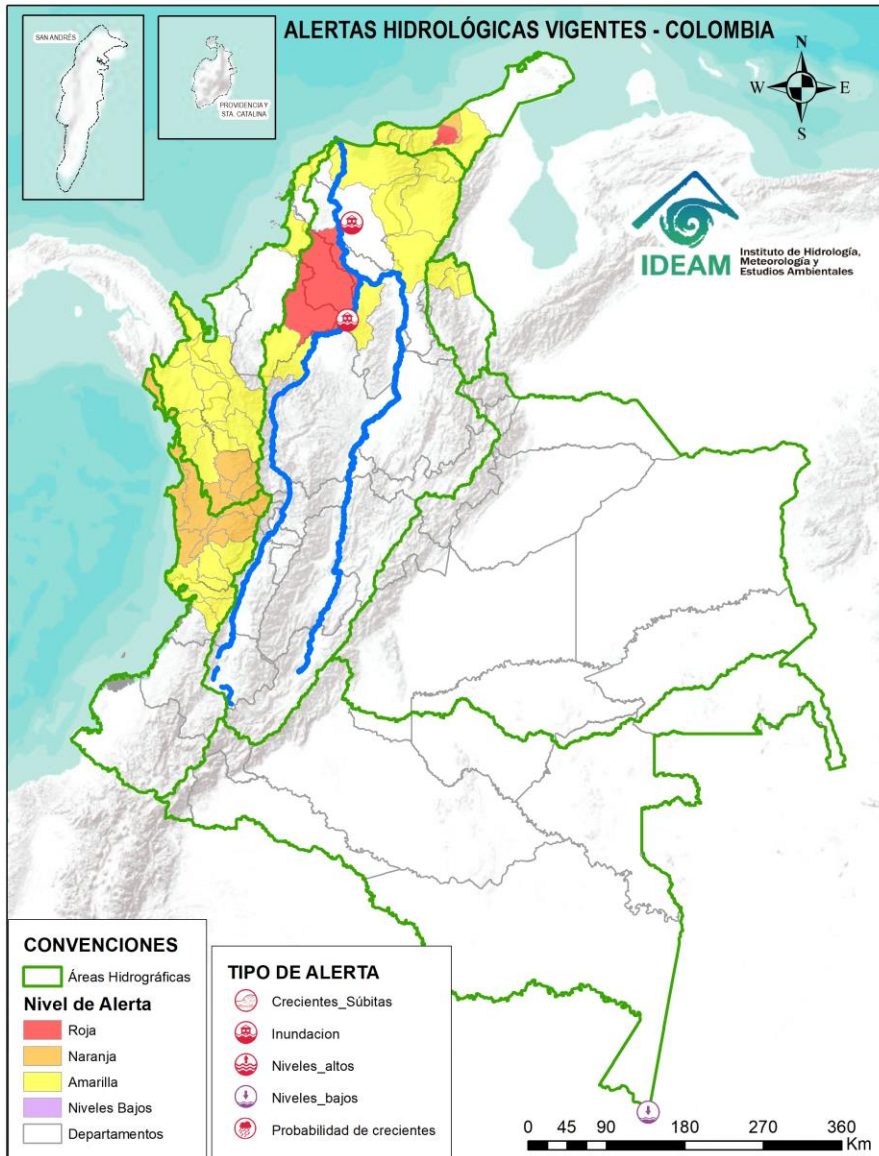 ALERTAS HIDROLÓGICAS VIGENTES - COLOMBIA
SAN ANDRÉS
PROVIDENCIA Y
STA. CATALINA
N
W
E
S
IDEAM
Instituto de Hidrología,
Meteorología y
Estudios Ambientales
CONVENCIONES
Áreas Hidrográficas
Nivel de Alerta
Roja
Naranja
Amarilla
Niveles Bajos
Departamentos
TIPO DE ALERTA
Crecientes_Súbitas
Inundacion
Niveles_altos
Niveles_bajos
Probabilidad de crecientes
0 45 90 180 270 360
Km